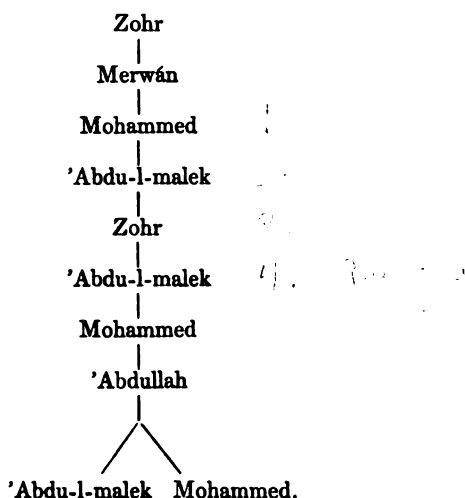 Zohr
Merwán
Mohammed
'Abdu-l-malek
Zohr
'Abdu-l-malek
Mohammed
'Abdullah
'Abdu-l-malek Mohammed.